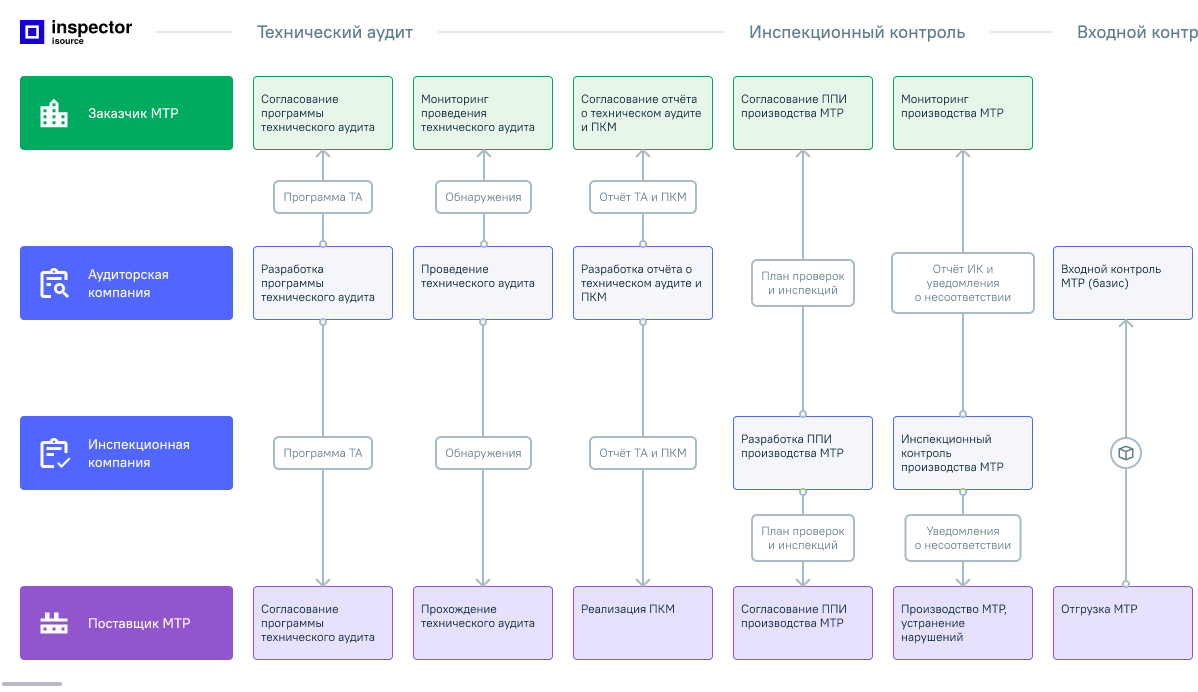 inspector
isource
Технический аудит
Инспекционный контроль
Входной контр
Заказчик МТР
Согласование
программы
технического аудита
Мониторинг
проведения
технического аудита
Согласование отчёта
о техническом аудите
и ПКМ
Согласование ППИ
производства МТР
Мониторинг
производства МТР
Программа ТА
Обнаружения
Отчёт ТА и ПКМ
Аудиторская
компания
Разработка
программы
технического аудита
Проведение
технического аудита
Разработка отчёта о
техническом аудите и
ПКМ
План проверок
и инспекций
Отчёт ИК и
уведомления
о несоответствии
Входной контроль
МТР (базис)
Инспекционная
компания
Программа ТА
Обнаружения
Отчёт ТА и ПКМ
Разработка ППИ
производства МТР
Инспекционный
контроль
производства МТР
План проверок
и инспекций
Уведомления
о несоответствии
Поставщик МТР
Согласование
программы
технического аудита
Прохождение
технического аудита
Реализация ПКМ
Согласование ППИ
производства МТР
Производство МТР,
устранение
нарушений
Отгрузка МТР